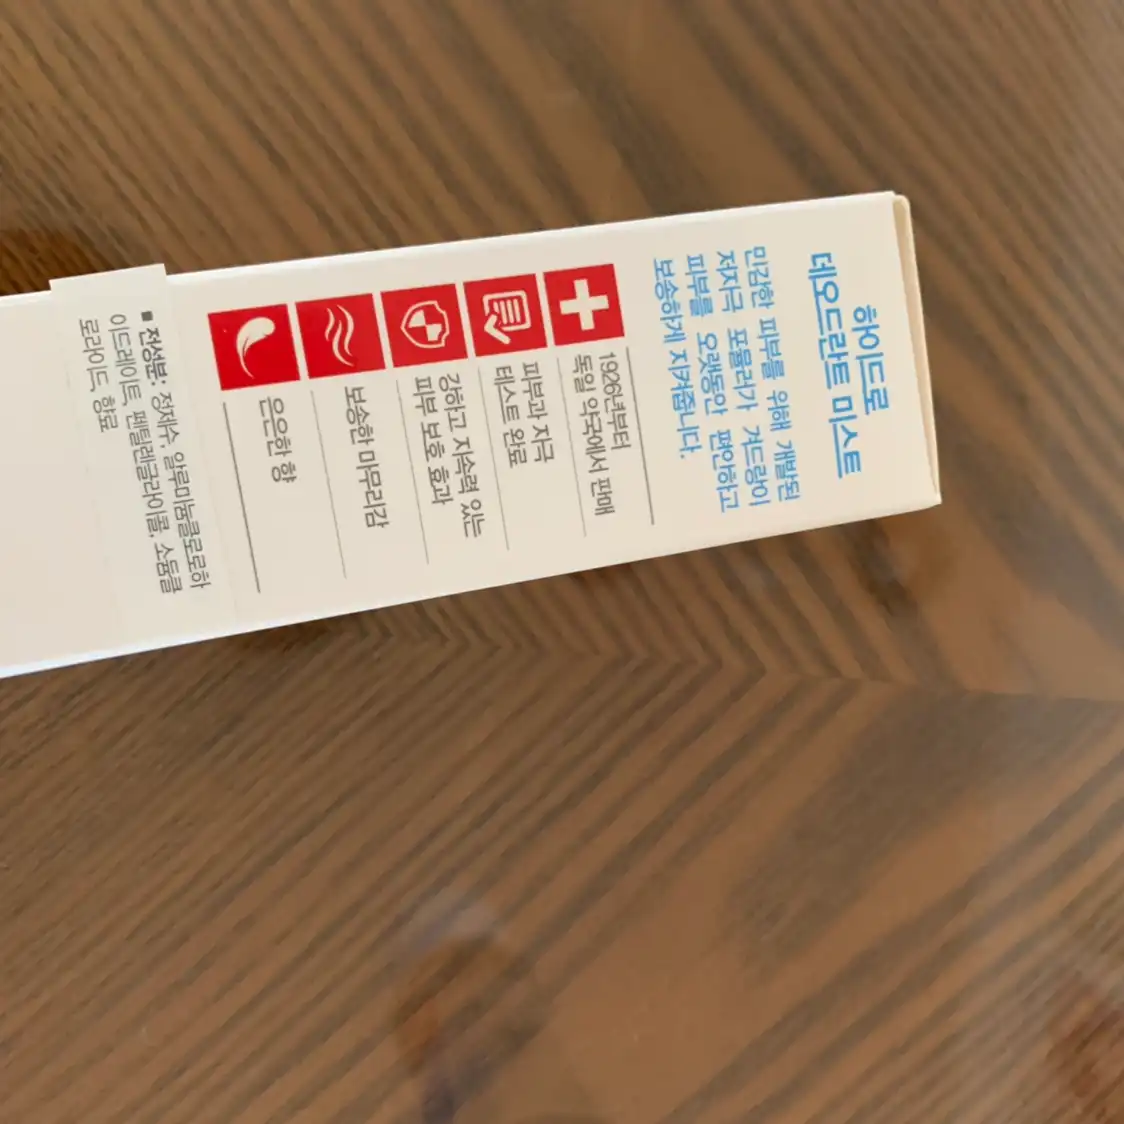 하이드로
데오드란트 미스트
민감한 피부를 위해 개발된
저자극 포뮬러가 겨드랑이
피부를 오랫동안 편안하고
보송하게 지켜줍니다.
1926년부터
독일 약국에서 판매
피부과 자극
테스트 완료
강하고 지속력 있는
피부 보호 효과
보송한 마무리감
은은한 향
■ 전성분: 정제수, 알루미늄클로로하
이드레이트, 펜틸렌글라이콜, 소듐클
로라이드, 향료